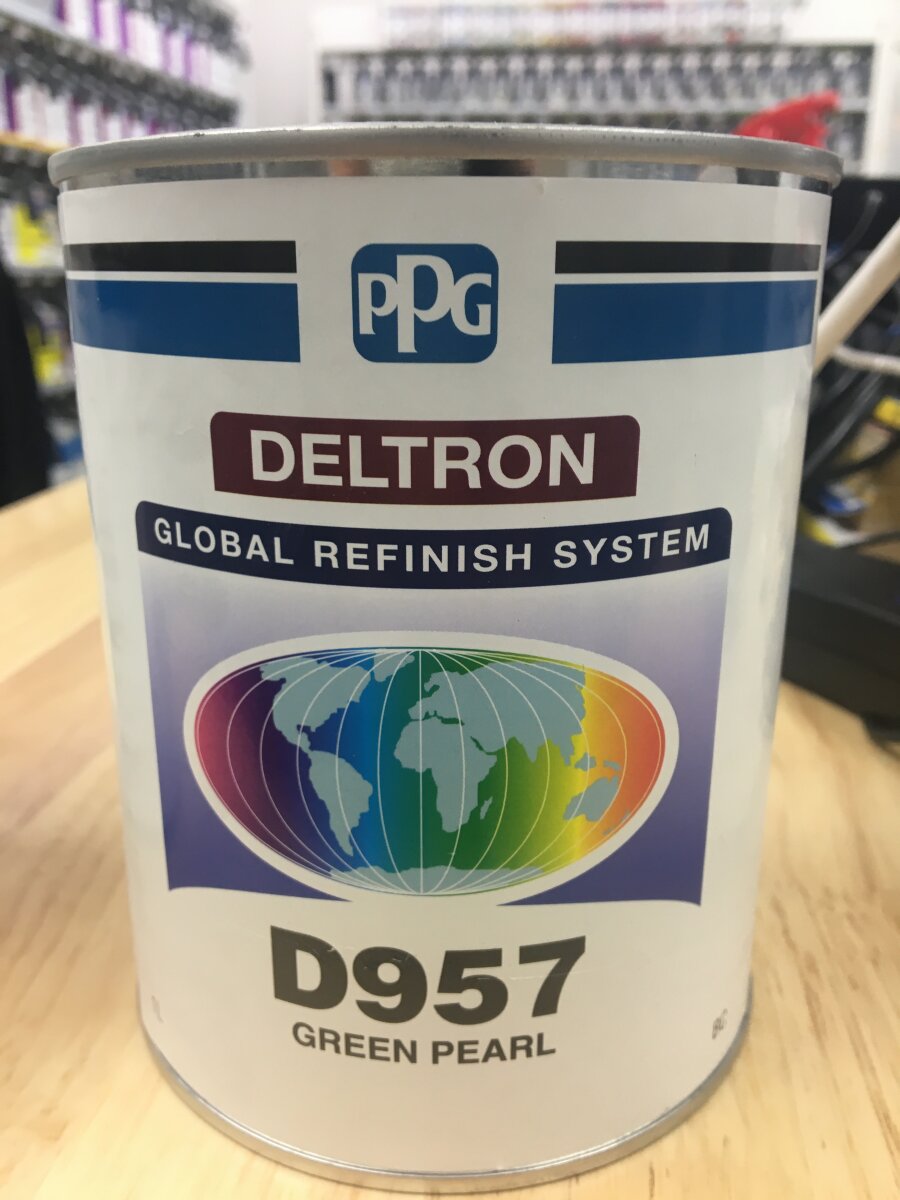 PPG
DELTRON
GLOBAL REFINISH SYSTEM
D957
GREEN PEARL